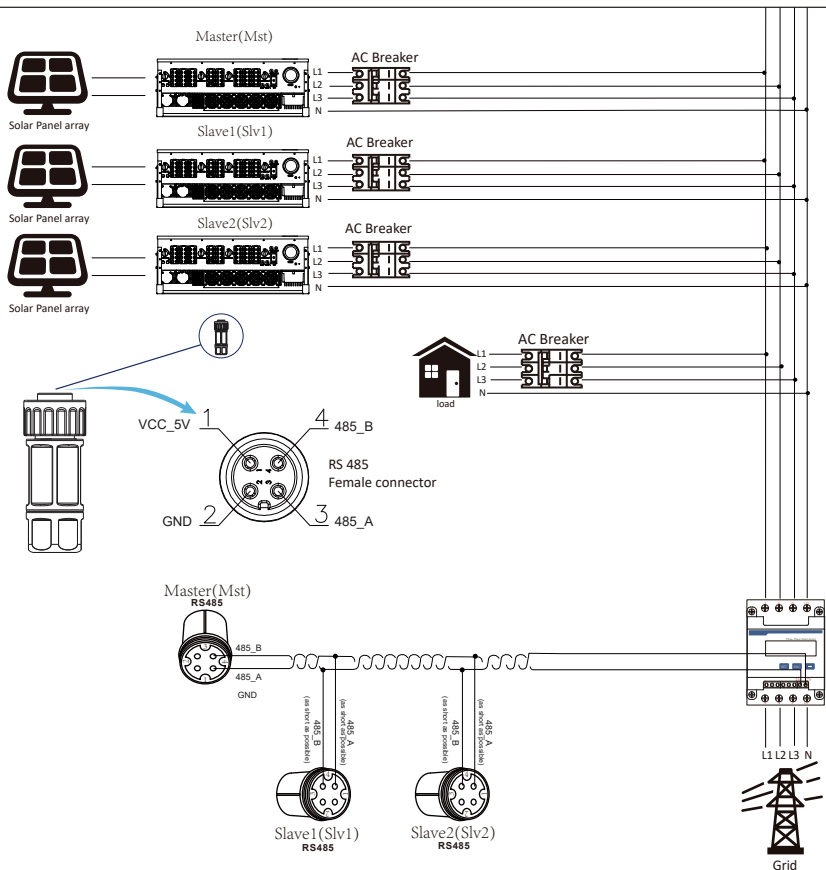 Master(Mst)
AC Breaker
L1
L2
L3
N
Solar Panel array
Slave1(Slv1)
AC Breaker
L1
L2
L3
N
Solar Panel array
Slave2(Slv2)
AC Breaker
L1
L2
L3
N
Solar Panel array
AC Breaker
L1
L2
L3
N
load
VCC_5V
1
4
485_B
RS 485
Female connector
GND
2
3
485_A
1
4
2
3
Master(Mst)
RS485
485_B
485_A
GND
485_B
(as short as possible)
485_A
(as short as possible)
485_B
(as short as possible)
485_A
(as short as possible)
Slave1(Slv1)
RS485
Slave2(Slv2)
RS485
L1 L2 L3 N
Grid